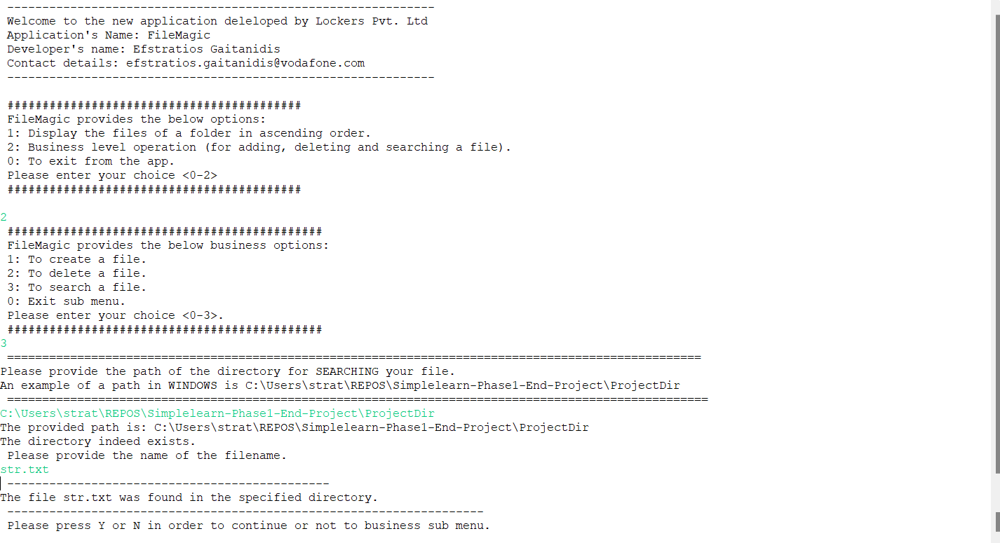 -------------------------------------------------------------
Welcome to the new application deleloped by Lockers Pvt. Ltd
Application's Name: FileMagic
Developer's name: Efstratios Gaitanidis
Contact details: efstratios.gaitanidis@vodafone.com
-------------------------------------------------------------
##########################################
FileMagic provides the below options:
1: Display the files of a folder in ascending order.
2: Business level operation (for adding, deleting and searching a file).
0: To exit from the app.
Please enter your choice <0-2>
##########################################
2
#############################################
FileMagic provides the below business options:
1: To create a file.
2: To delete a file.
3: To search a file.
0: Exit sub menu.
Please enter your choice <0-3>.
#############################################
3
===================================================================================================
Please provide the path of the directory for SEARCHING your file.
An example of a path in WINDOWS is C:\Users\strat\REPOS\Simplelearn-Phase1-End-Project\ProjectDir
====================================================================================================
C:\Users\strat\REPOS\Simplelearn-Phase1-End-Project\ProjectDir
The provided path is: C:\Users\strat\REPOS\Simplelearn-Phase1-End-Project\ProjectDir
The directory indeed exists.
Please provide the name of the filename.
str.txt
----------------------------------------------
The file str.txt was found in the specified directory.
--------------------------------------------------------------------
Please press Y or N in order to continue or not to business sub menu.